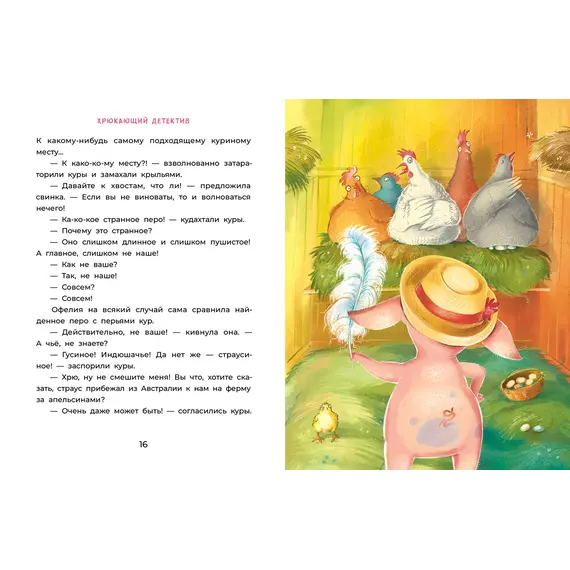 ХРЮКАЮЩИЙ ДЕТЕКТИВ
К какому-нибудь самому подходящему куриному
месту...
— К како-ко-му месту?! — взволнованно затара-
торили куры и замахали крыльями.
— Давайте к хвостам, что ли! — предложила
свинка. — Если вы не виноваты, то и волноваться
нечего!
— Ка-ко-кое странное перо! — кудахтали куры.
— Почему это странное?
— Оно слишком длинное и слишком пушистое!
А главное, слишком не наше!
— Как не ваше?
— Так, не наше!
— Совсем?
— Совсем!
Офелия на всякий случай сама сравнила най-
денное перо с перьями кур.
— Действительно, не ваше! — кивнула она. —
А чьё, не знаете?
— Гусиное! Индюшачье! Да нет же — страуси-
ное! — заспорили куры.
— Хрю, ну не смешите меня! Вы что, хотите ска-
зать, страус прибежал из Австралии к нам на ферму
за апельсинами?
— Очень даже может быть! — согласились куры.
16